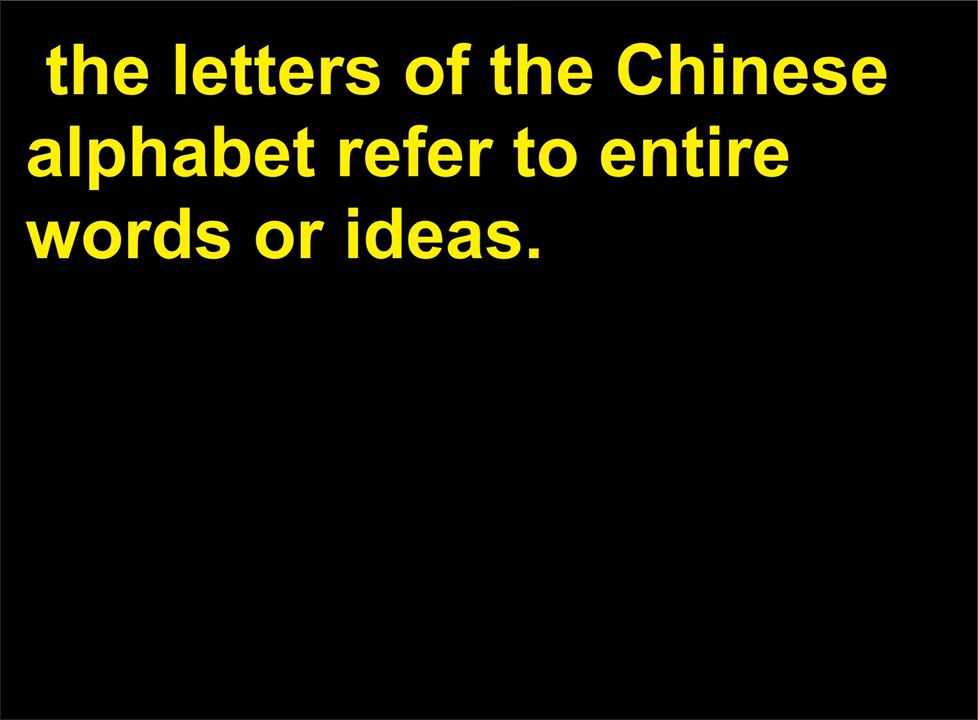 the letters of the Chinese
alphabet refer to entire
words or ideas.